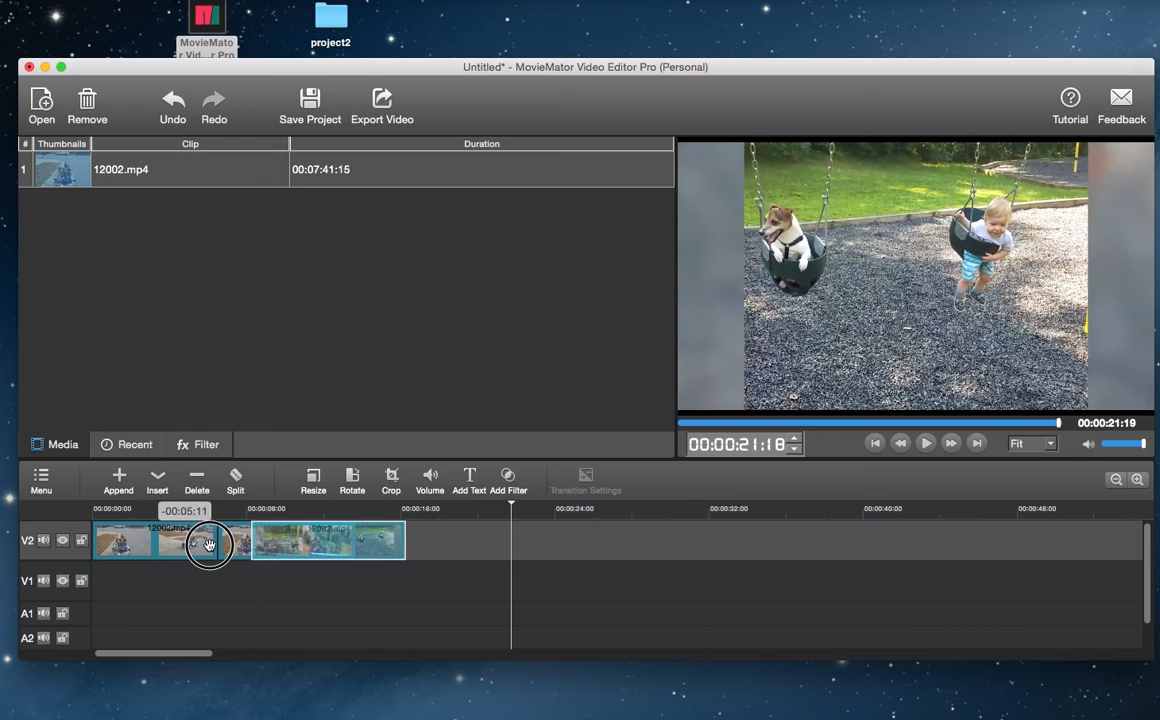 MovieMato
r Vid...r Pro
project2
Untitled* - MovieMator Video Editor Pro (Personal)
Open Remove Undo Redo Save Project Export Video Tutorial Feedback
# Thumbnails Clip Duration
1 12002.mp4 00:07:41:15
00:00:21:19
Media Recent fx Filter 00:00:21:18 Fit
Menu Append Insert Delete Split Resize Rotate Crop Volume Add Text Add Filter Transition Settings
00:00:00:00 -00:05:11 00:00:08:00 00:00:16:00 00:00:24:00 00:00:32:00 00:00:40:00 00:00:48:00
V2 12002.mp4
V1
A1
A2